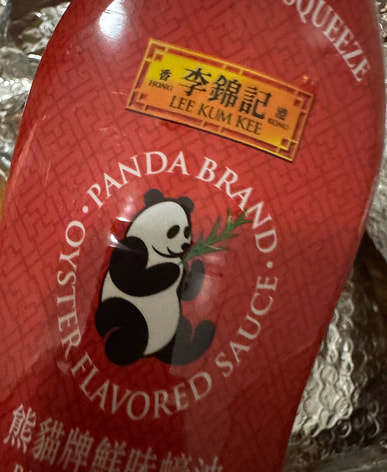 SQUEEZE
香 李錦記 港
HONG LEE KUM KEE KONG
· PANDA BRAND ·
OYSTER FLAVORED SAUCE
熊貓牌鮮味蠔油